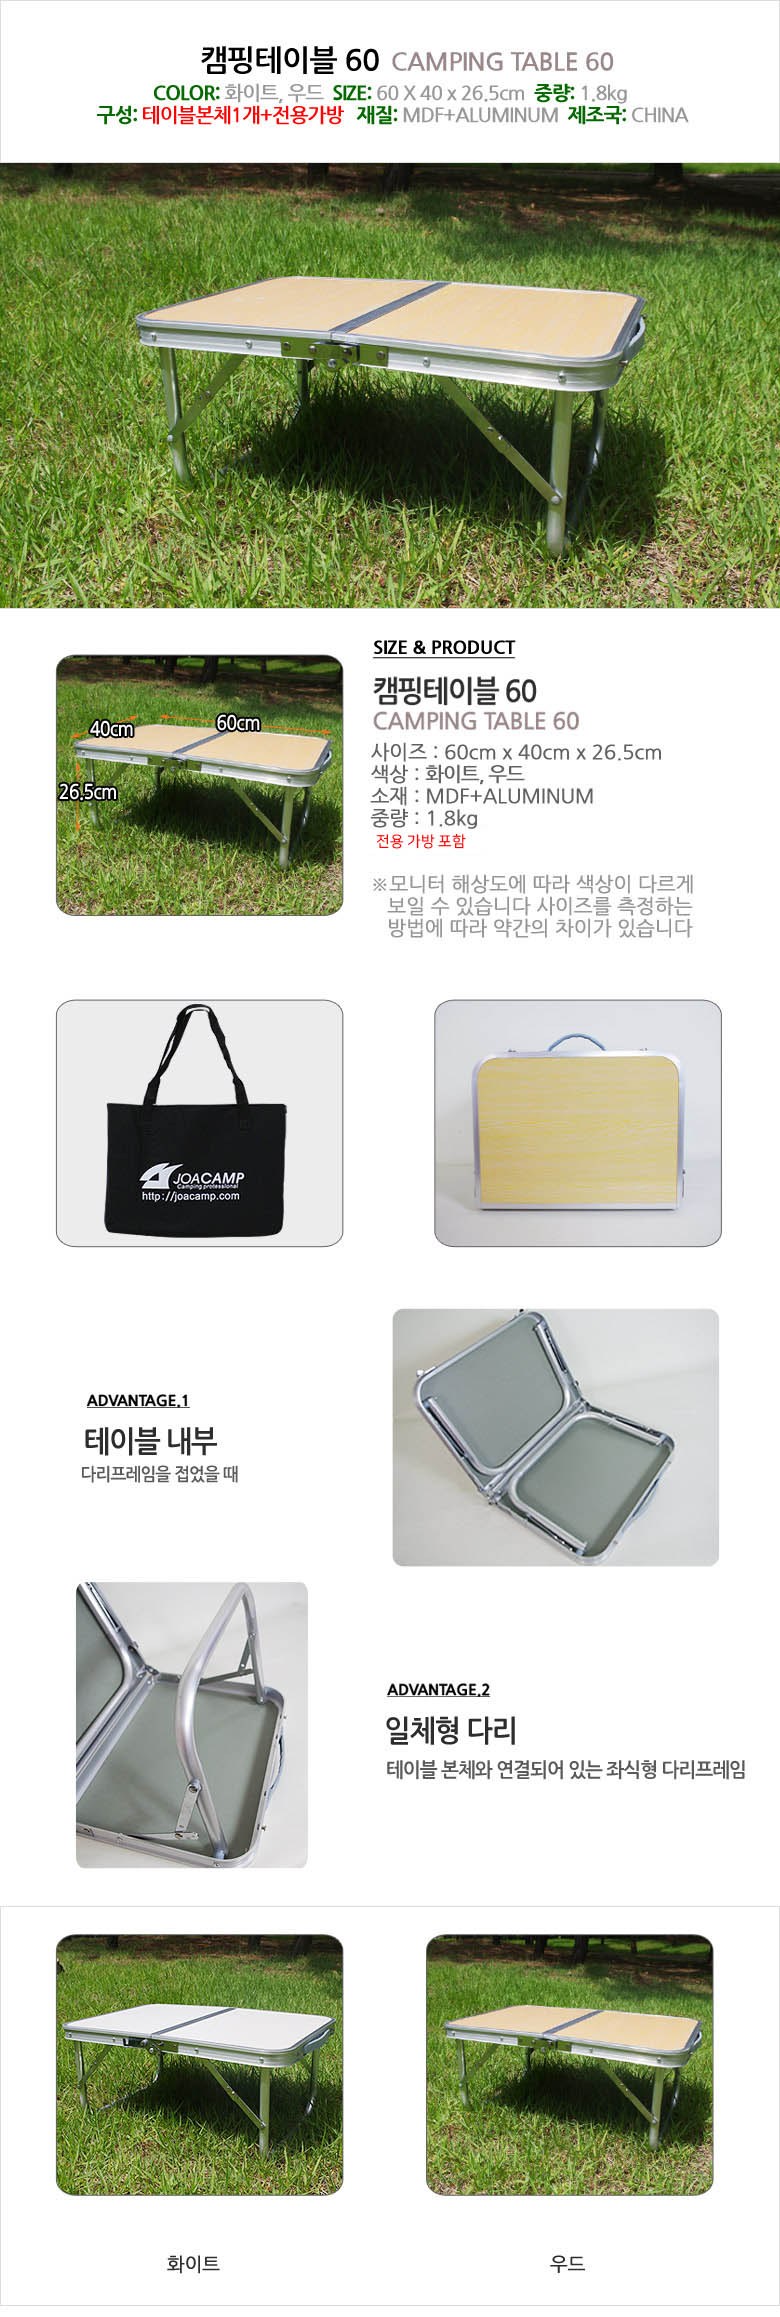 캠핑테이블 60 CAMPING TABLE 60
COLOR: 화이트, 우드 SIZE: 60 X 40 x 26.5cm 중량: 1.8kg
구성: 테이블본체1개+전용가방 재질: MDF+ALUMINUM 제조국: CHINA
SIZE & PRODUCT
캠핑테이블 60
CAMPING TABLE 60
40cm
60cm
26.5cm
사이즈 : 60cm x 40cm x 26.5cm
색상 : 화이트, 우드
소재 : MDF+ALUMINUM
중량 : 1.8kg
전용 가방 포함
※모니터 해상도에 따라 색상이 다르게
보일 수 있습니다 사이즈를 측정하는
방법에 따라 약간의 차이가 있습니다
JOACAMP
Camping professional
http://joacamp.com
ADVANTAGE.1
테이블 내부
다리프레임을 접었을 때
ADVANTAGE.2
일체형 다리
테이블 본체와 연결되어 있는 좌식형 다리프레임
화이트
우드